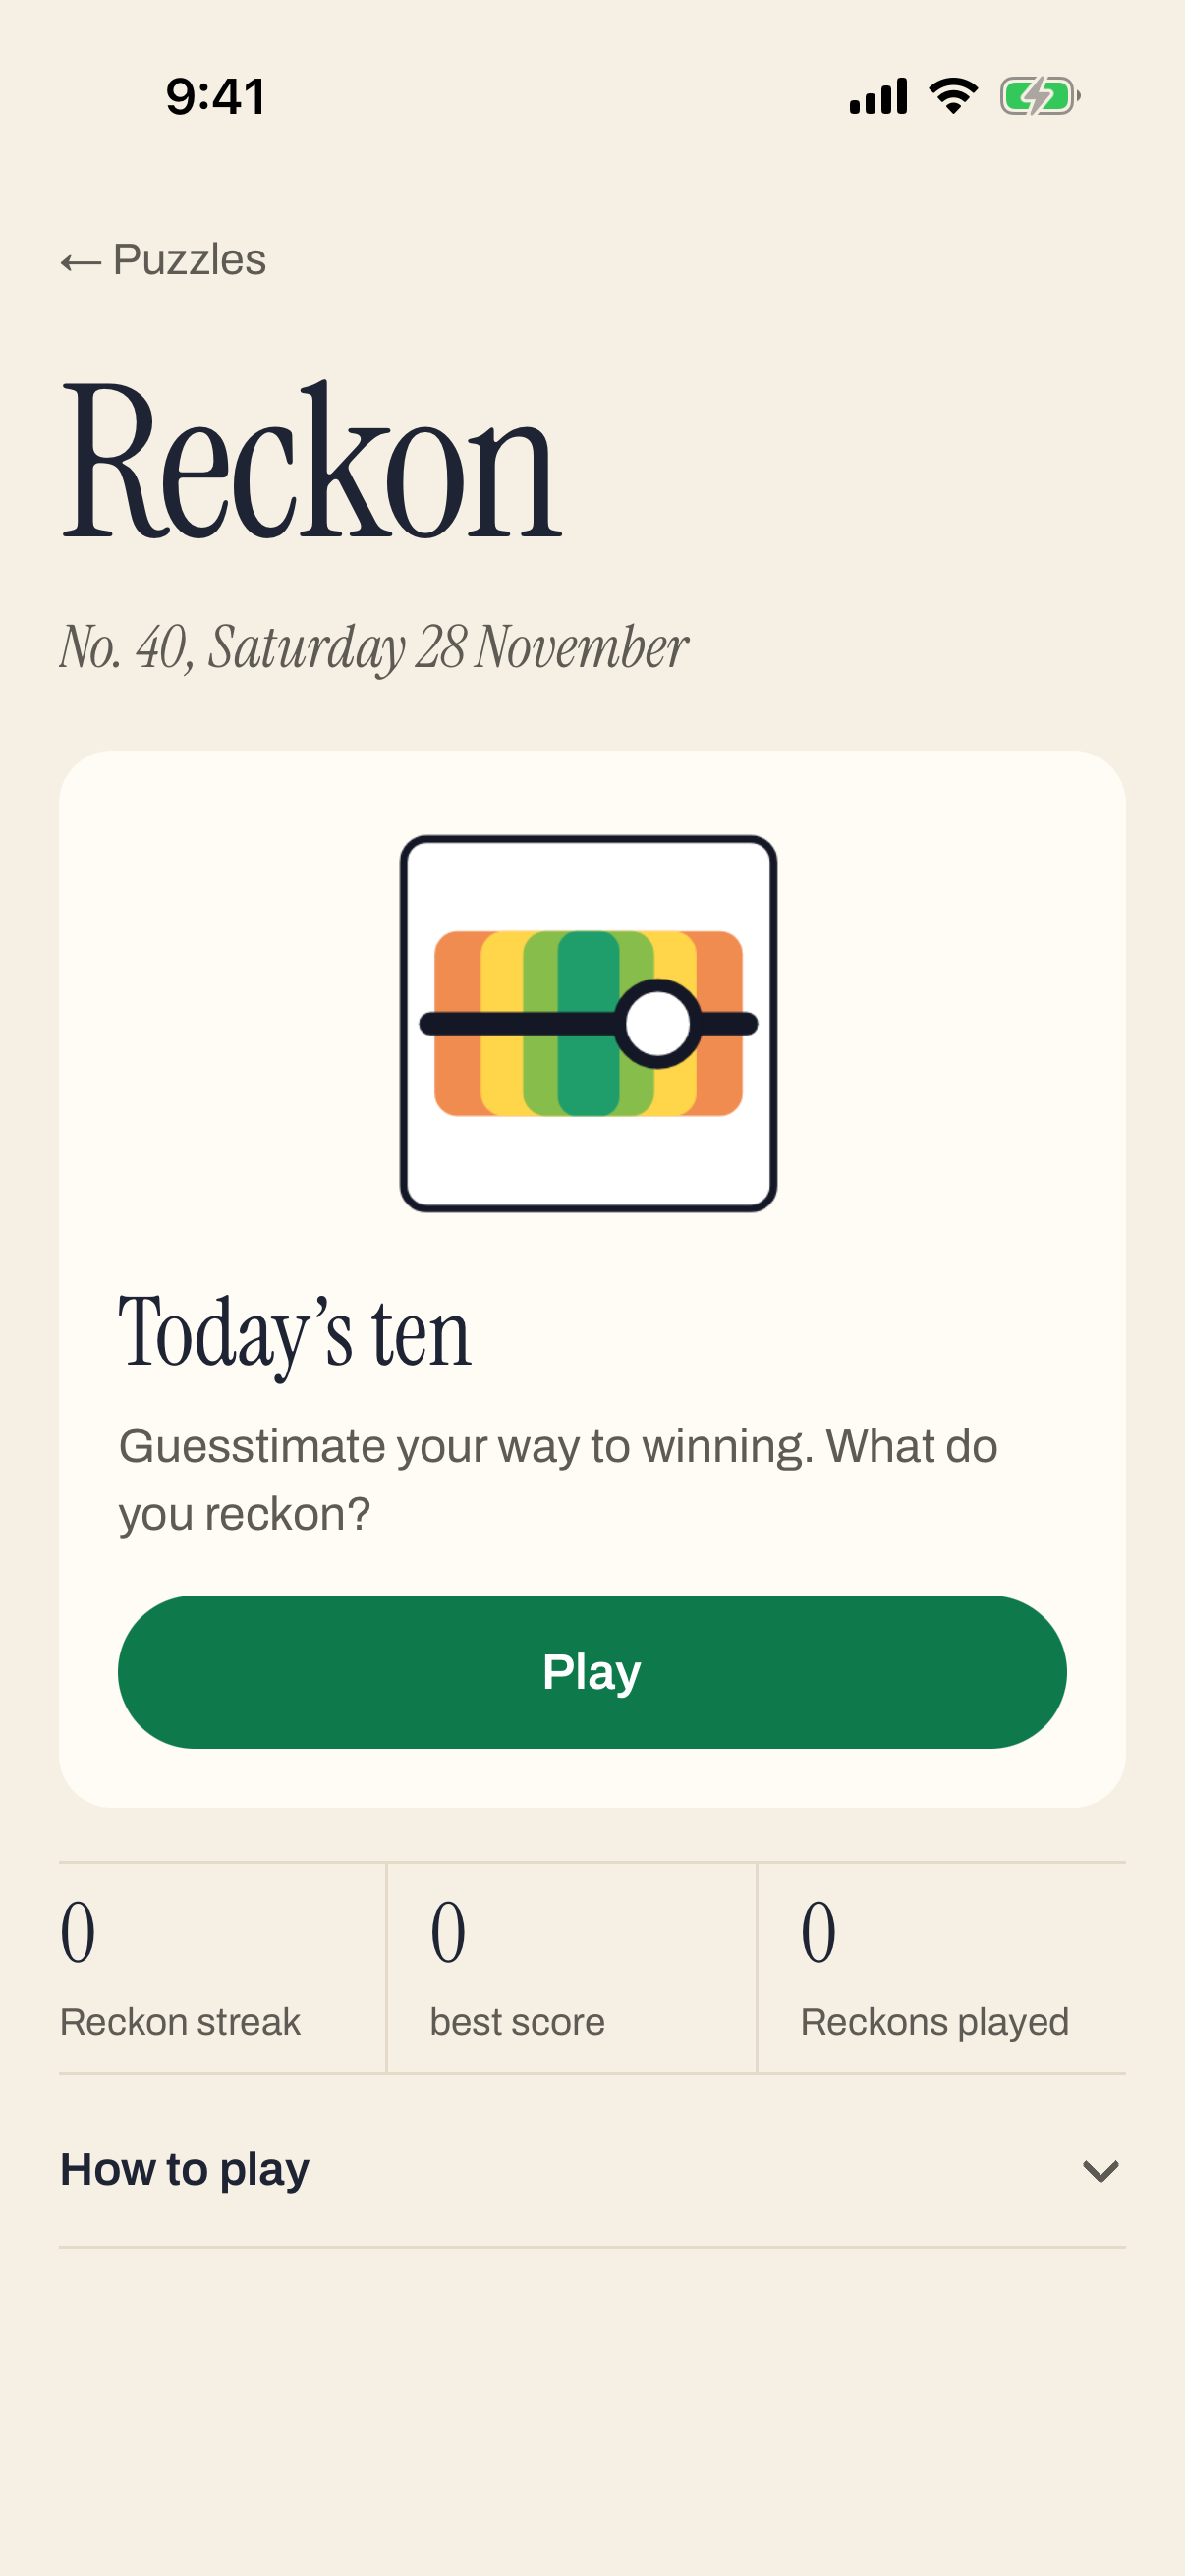 9:41
← Puzzles
Reckon
No. 40, Saturday 28 November
Today’s ten
Guesstimate your way to winning. What do
you reckon?
Play
0
Reckon streak
0
best score
0
Reckons played
How to play